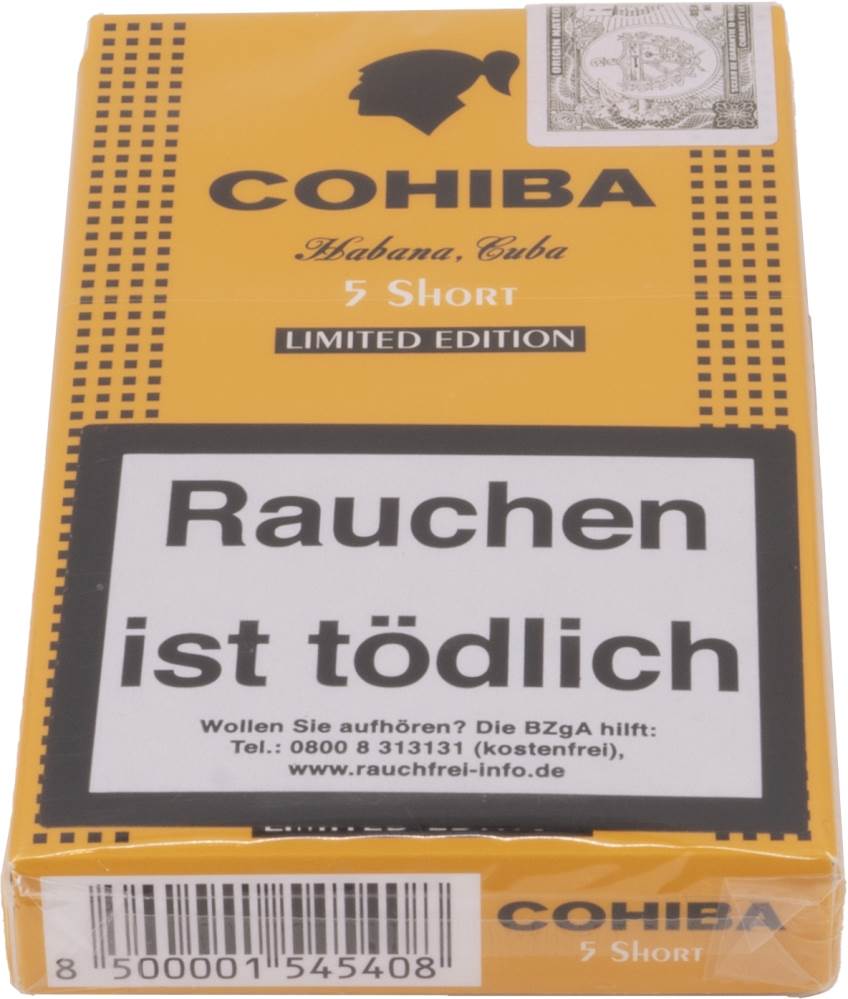 COHIBA
Habana, Cuba
5 SHORT
LIMITED EDITION
Rauchen
ist tödlich
Wollen Sie aufhören? Die BZgA hilft:
Tel.: 0800 8 313131 (kostenfrei),
www.rauchfrei-info.de
8 500001 545408
COHIBA
5 SHORT